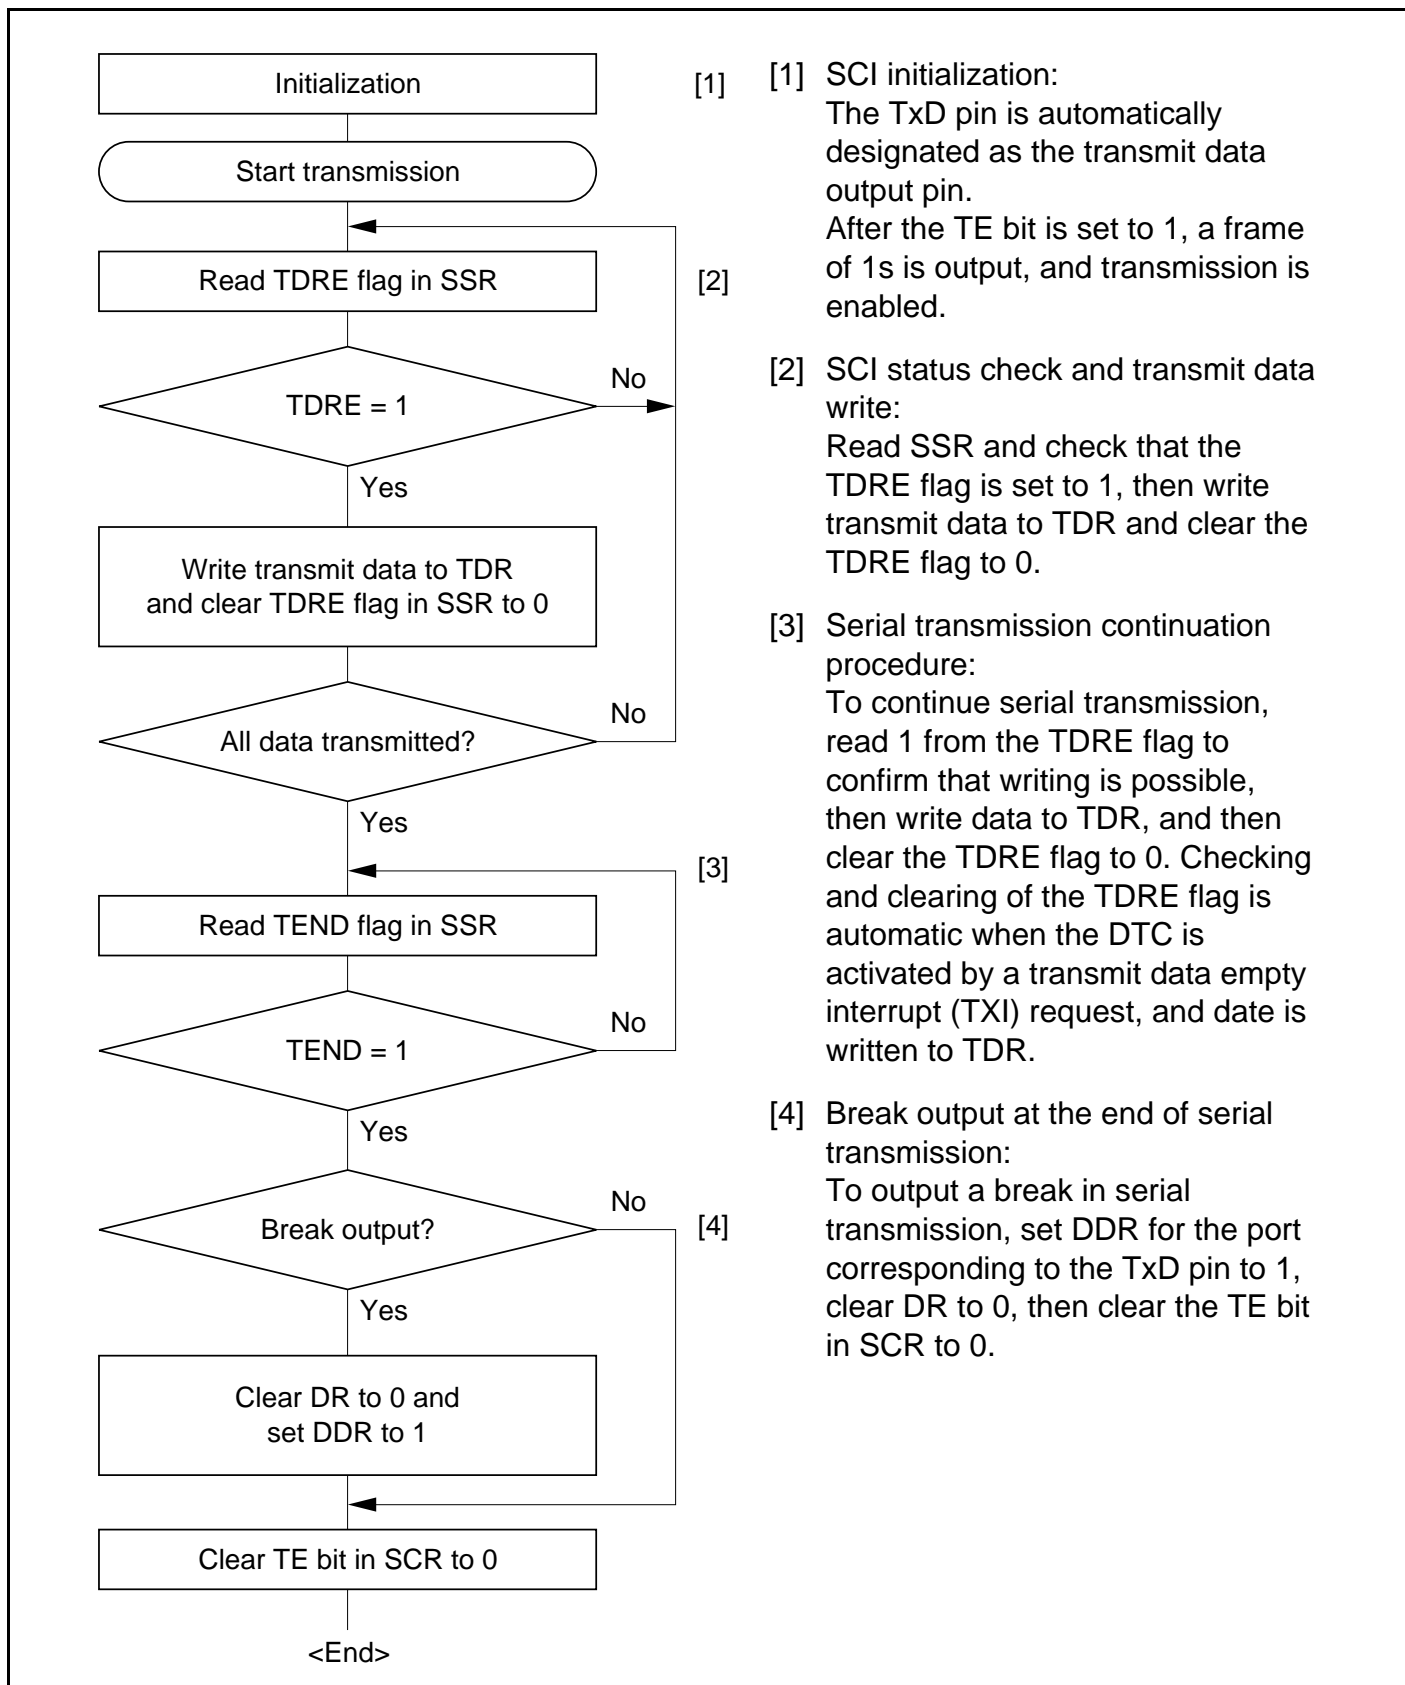 Initialization
[1]
Start transmission
Read TDRE flag in SSR
[2]
TDRE = 1
No
Yes
Write transmit data to TDR
and clear TDRE flag in SSR to 0
All data transmitted?
No
Yes
[3]
Read TEND flag in SSR
TEND = 1
No
Yes
Break output?
No
[4]
Yes
Clear DR to 0 and
set DDR to 1
Clear TE bit in SCR to 0
<End>
[1] SCI initialization:
The TxD pin is automatically
designated as the transmit data
output pin.
After the TE bit is set to 1, a frame
of 1s is output, and transmission is
enabled.
[2] SCI status check and transmit data
write:
Read SSR and check that the
TDRE flag is set to 1, then write
transmit data to TDR and clear the
TDRE flag to 0.
[3] Serial transmission continuation
procedure:
To continue serial transmission,
read 1 from the TDRE flag to
confirm that writing is possible,
then write data to TDR, and then
clear the TDRE flag to 0. Checking
and clearing of the TDRE flag is
automatic when the DTC is
activated by a transmit data empty
interrupt (TXI) request, and date is
written to TDR.
[4] Break output at the end of serial
transmission:
To output a break in serial
transmission, set DDR for the port
corresponding to the TxD pin to 1,
clear DR to 0, then clear the TE bit
in SCR to 0.